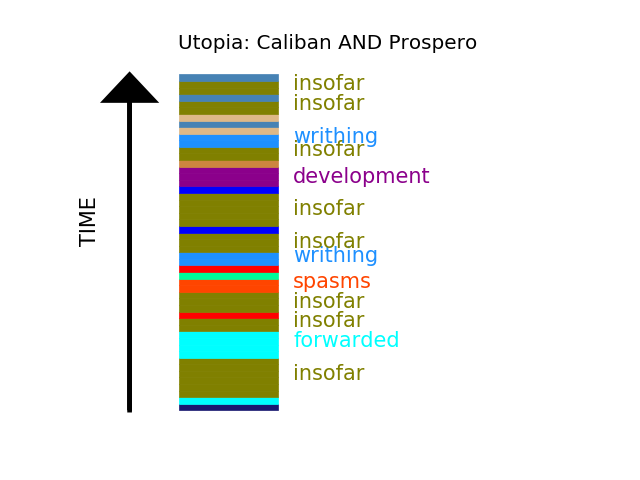 Utopia: Caliban AND Prospero
insofar
insofar
writhing
insofar
development
insofar
insofar
writhing
spasms
insofar
insofar
forwarded
insofar
TIME